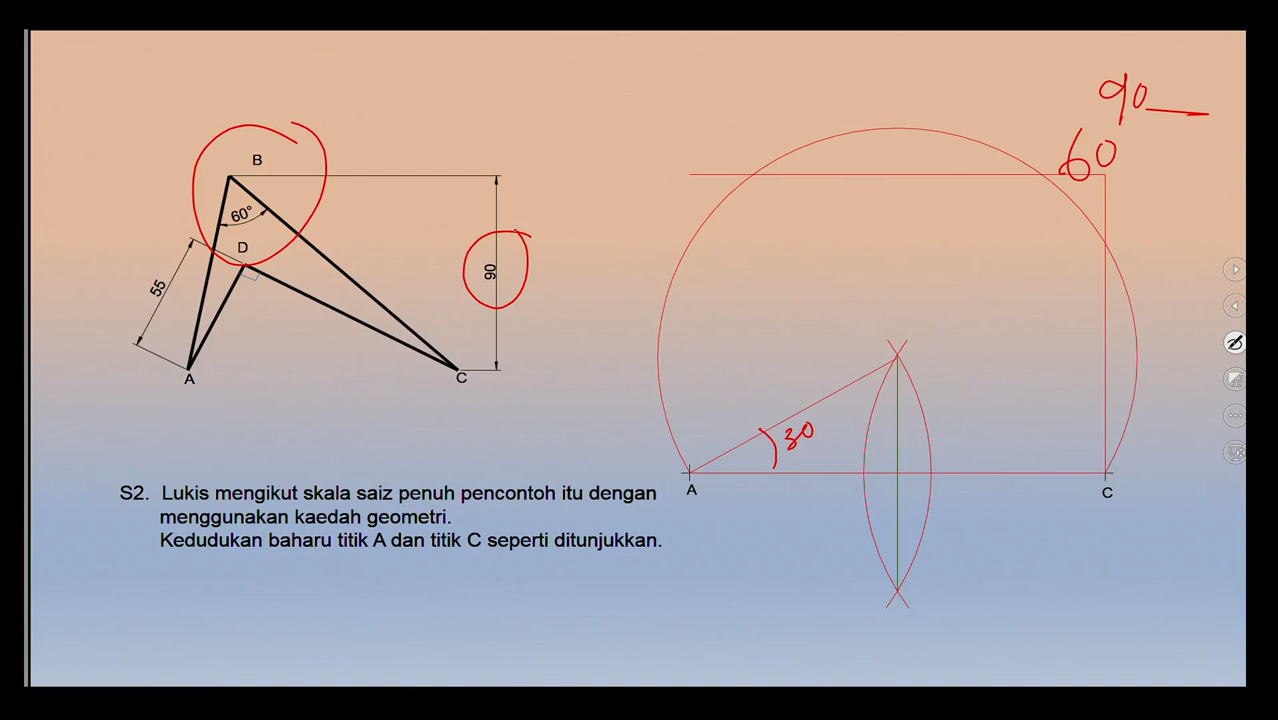 B
60°
D
55
90
A
C
S2. Lukis mengikut skala saiz penuh pencontoh itu dengan
menggunakan kaedah geometri.
Kedudukan baharu titik A dan titik C seperti ditunjukkan.
90
60
30
A
C